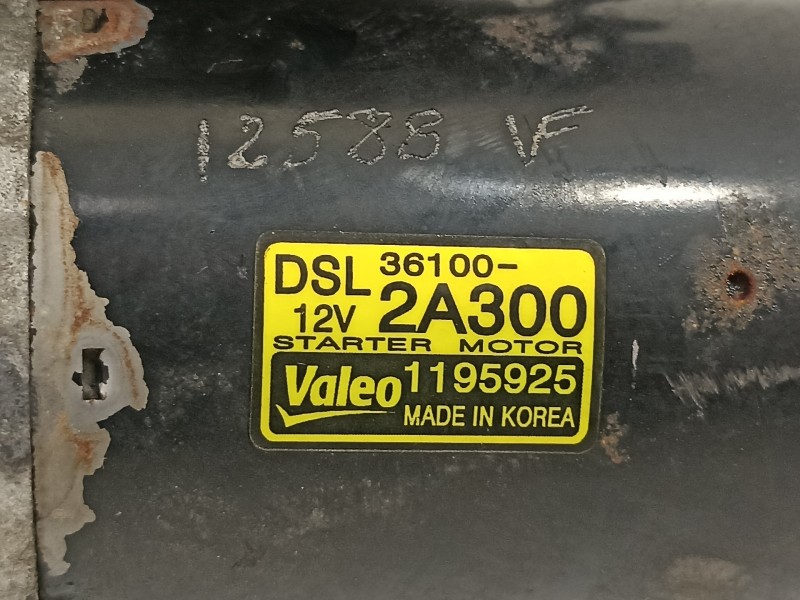 12588 VF
DSL 36100-
12V 2A300
STARTER MOTOR
Valeo 1195925
MADE IN KOREA